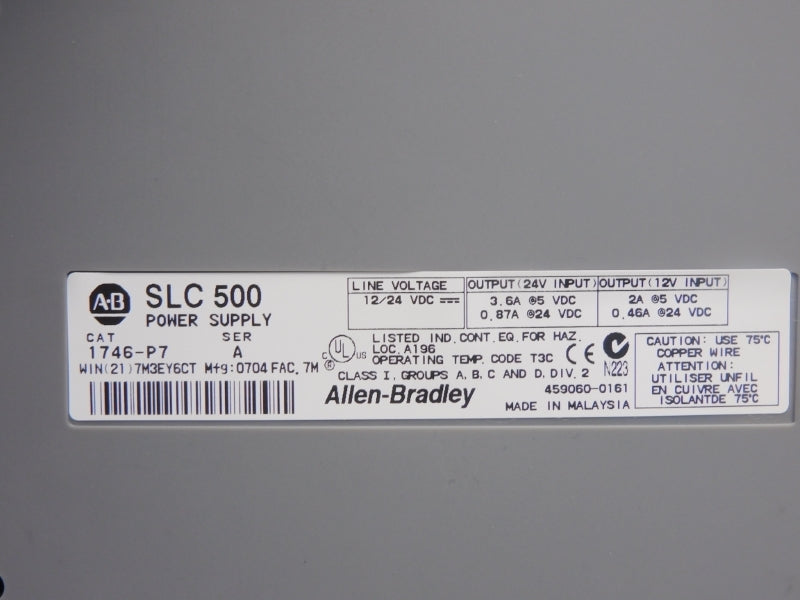 A·B SLC 500
POWER SUPPLY
CAT SER
1746-P7 A
WIN(21)7M3EY6CT Mfg:0704 FAC.7M
LINE VOLTAGE
12/24 VDC
OUTPUT(24V INPUT)
3.6A @5 VDC
0.87A @24 VDC
OUTPUT(12V INPUT)
2A @5 VDC
0.46A @24 VDC
C UL US ®
LISTED IND.CONT.EQ.FOR HAZ.
LOC.A196
OPERATING TEMP. CODE T3C
CLASS I, GROUPS A,B,C AND D,DIV.2
CE N223
459060-0161
Allen-Bradley MADE IN MALAYSIA
CAUTION: USE 75°C
COPPER WIRE
ATTENTION:
UTILISER UNFIL
EN CUIVRE AVEC
ISOLANTDE 75°C